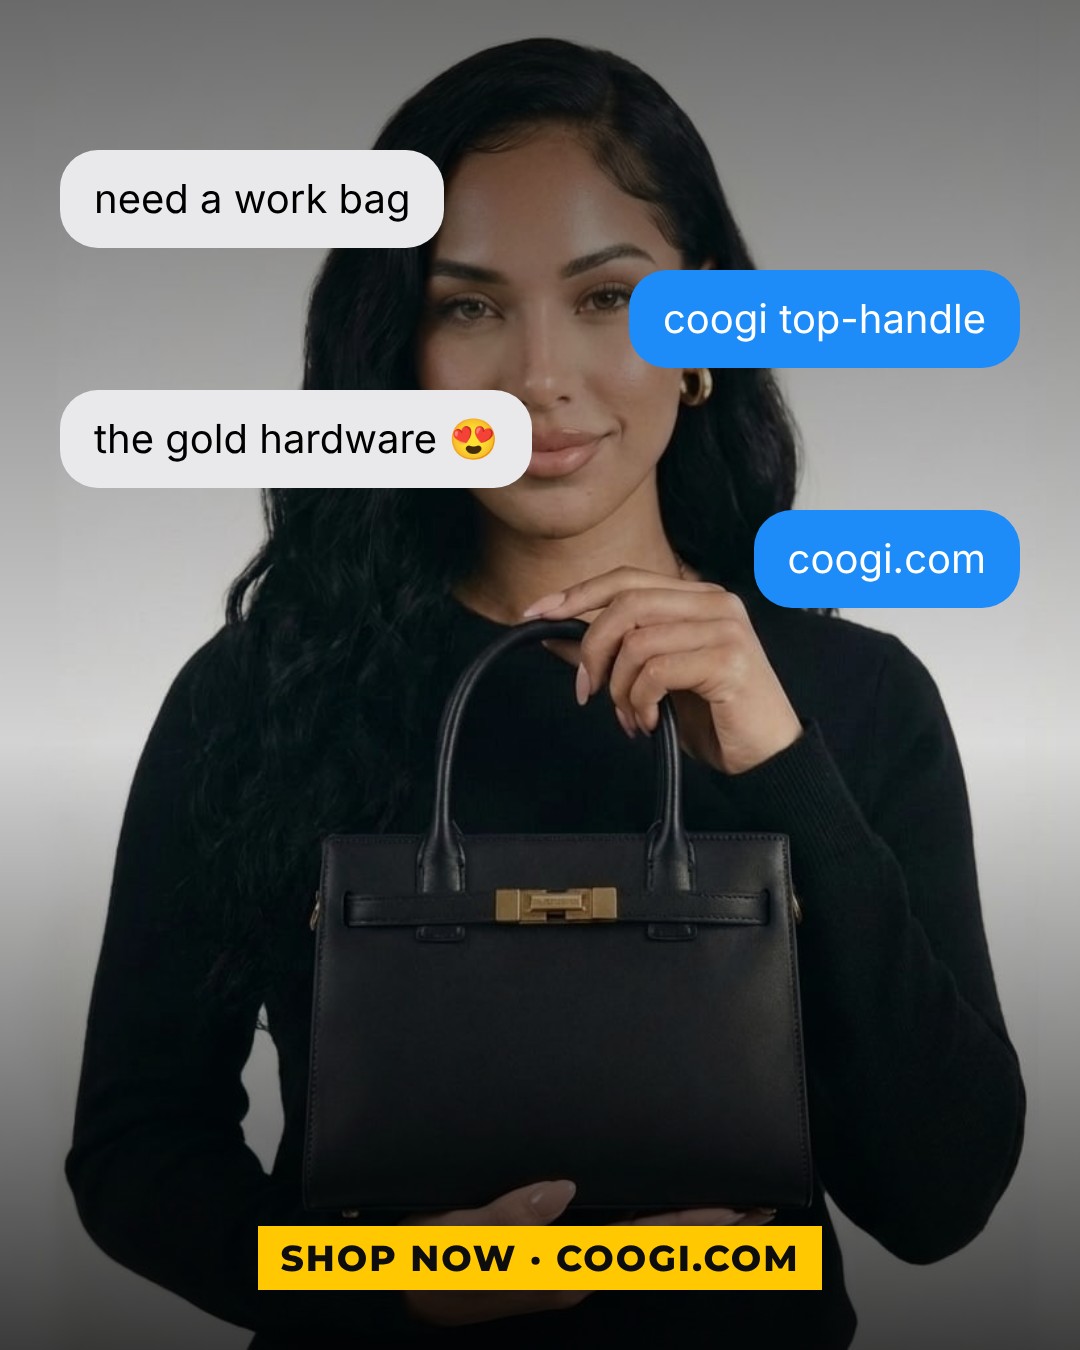 need a work bag
coogi top-handle
the gold hardware 😍
coogi.com
SHOP NOW · COOGI.COM